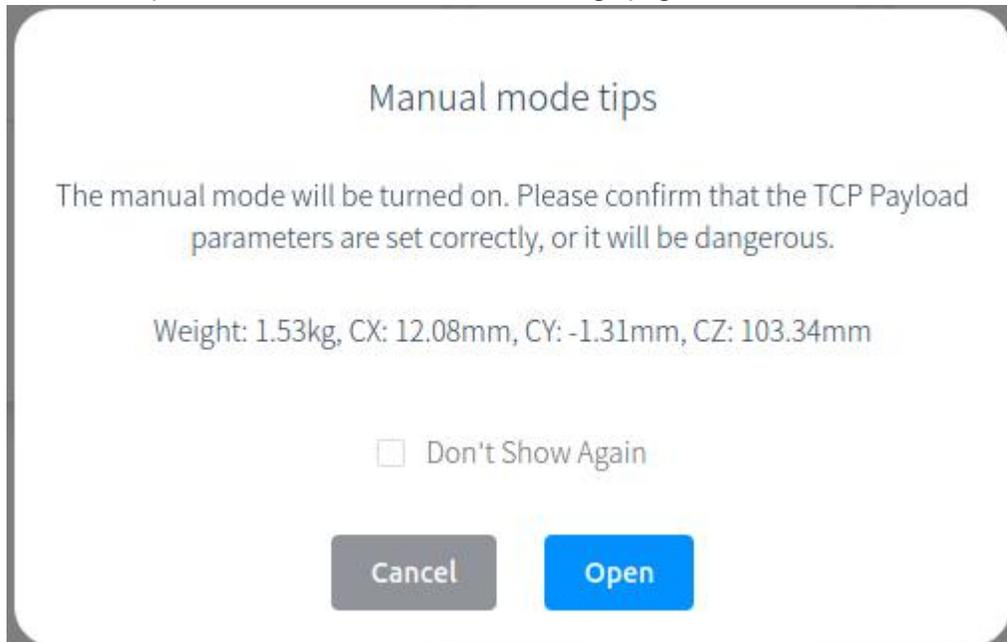 Manual mode tips
The manual mode will be turned on. Please confirm that the TCP Payload
parameters are set correctly, or it will be dangerous.
Weight: 1.53kg, CX: 12.08mm, CY: -1.31mm, CZ: 103.34mm
Don't Show Again
Cancel
Open